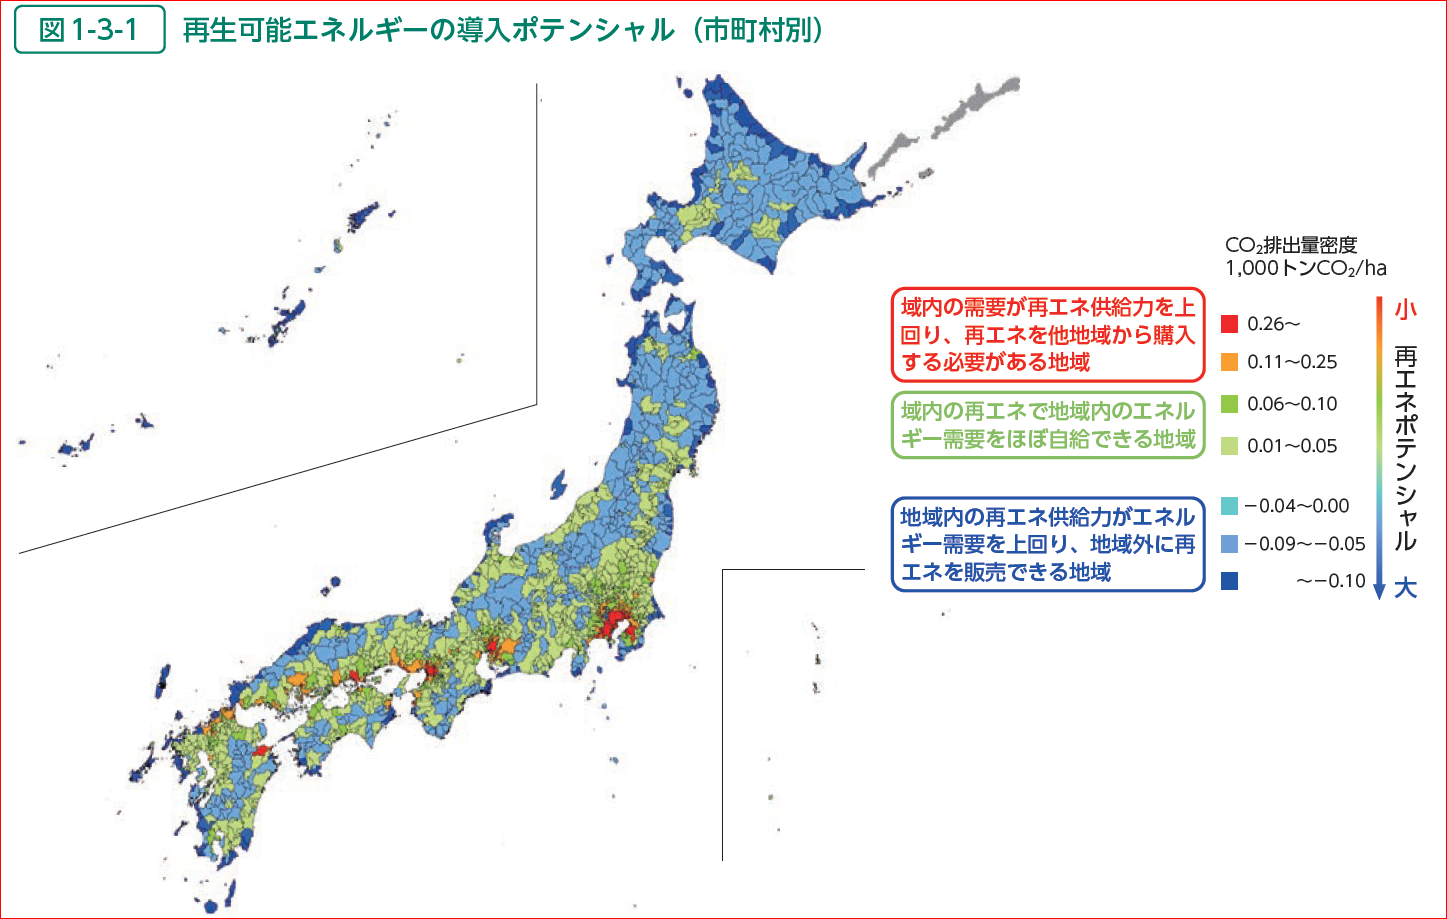 図1-3-1 再生可能エネルギーの導入ポテンシャル（市町村別）
CO₂排出量密度
1,000トンCO₂/ha
域内の需要が再エネ供給力を上
回り、再エネを他地域から購入
する必要がある地域
0.26〜
0.11〜0.25
域内の再エネで地域内のエネル
ギー需要をほぼ自給できる地域
0.06〜0.10
0.01〜0.05
地域内の再エネ供給力がエネル
ギー需要を上回り、地域外に再
エネを販売できる地域
−0.04〜0.00
−0.09〜−0.05
〜−0.10
小
再エネポテンシャル
大